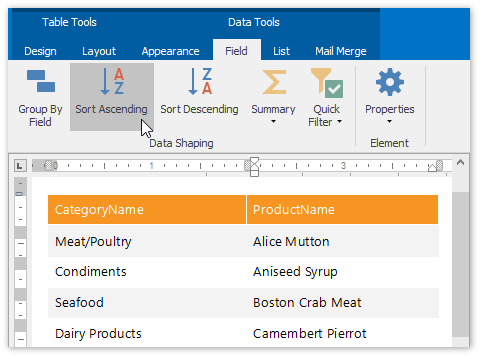 Table Tools Data Tools
Design Layout Appearance Field List Mail Merge
Group By Field Sort Ascending Sort Descending Summary Quick Filter Properties
Data Shaping Element
L 1 3
CategoryName ProductName
Meat/Poultry Alice Mutton
Condiments Aniseed Syrup
Seafood Boston Crab Meat
Dairy Products Camembert Pierrot